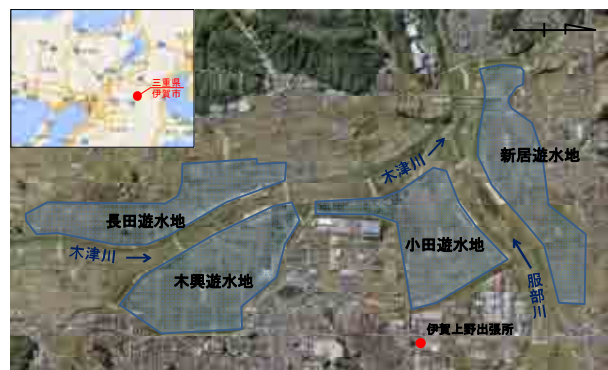 三重県
伊賀市
新居遊水地
木津川
長田遊水地
小田遊水地
木津川
木興遊水地
服部川
伊賀上野出張所